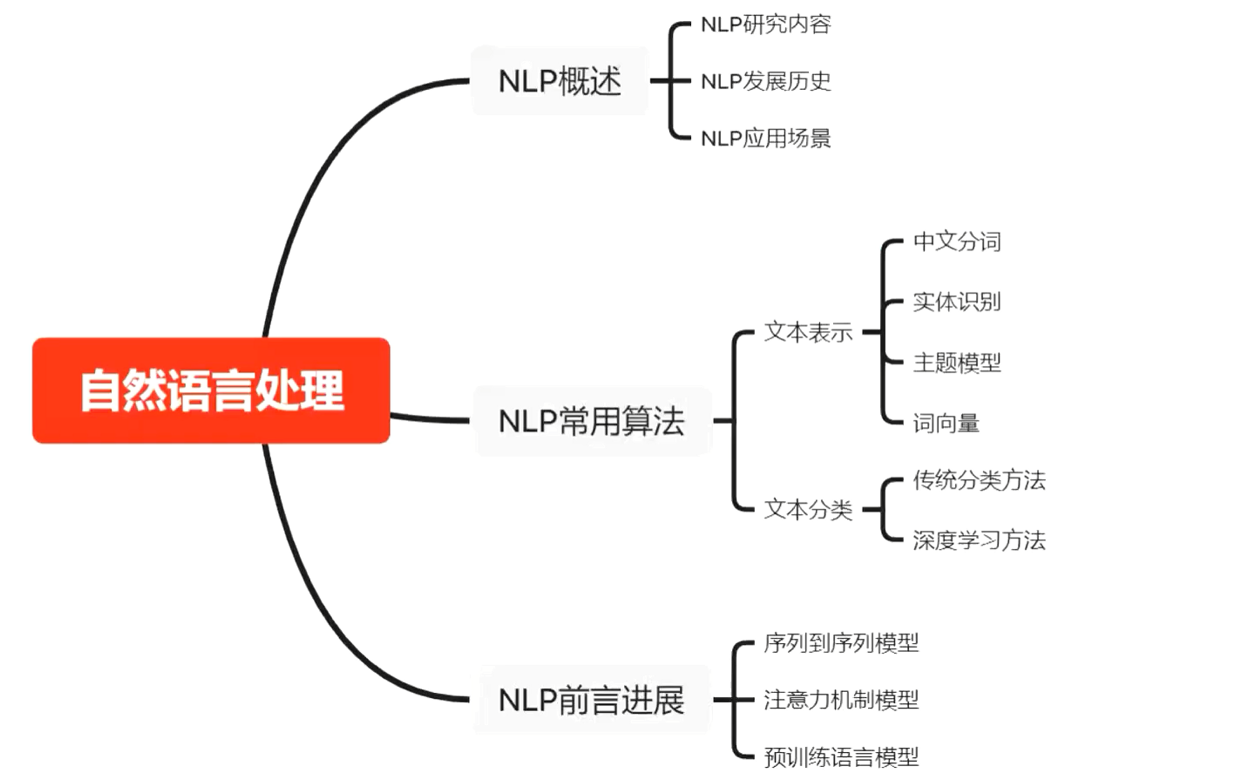 自然语言处理
NLP概述
NLP研究内容
NLP发展历史
NLP应用场景
NLP常用算法
文本表示
中文分词
实体识别
主题模型
词向量
文本分类
传统分类方法
深度学习方法
NLP前言进展
序列到序列模型
注意力机制模型
预训练语言模型